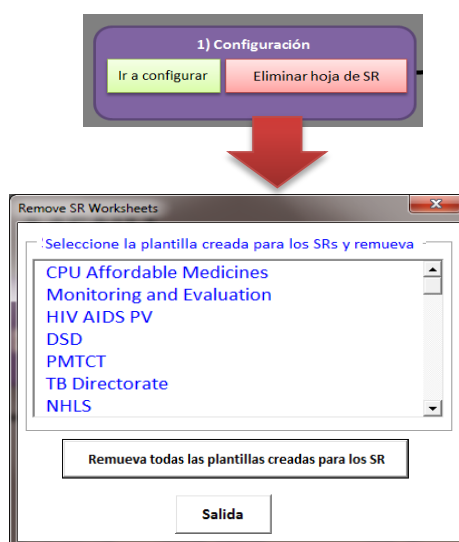 1) Configuración
Ir a configurar
Eliminar hoja de SR
Remove SR Worksheets
Seleccione la plantilla creada para los SRs y remueva
CPU Affordable Medicines
Monitoring and Evaluation
HIV AIDS PV
DSD
PMTCT
TB Directorate
NHLS
Remueva todas las plantillas creadas para los SR
Salida